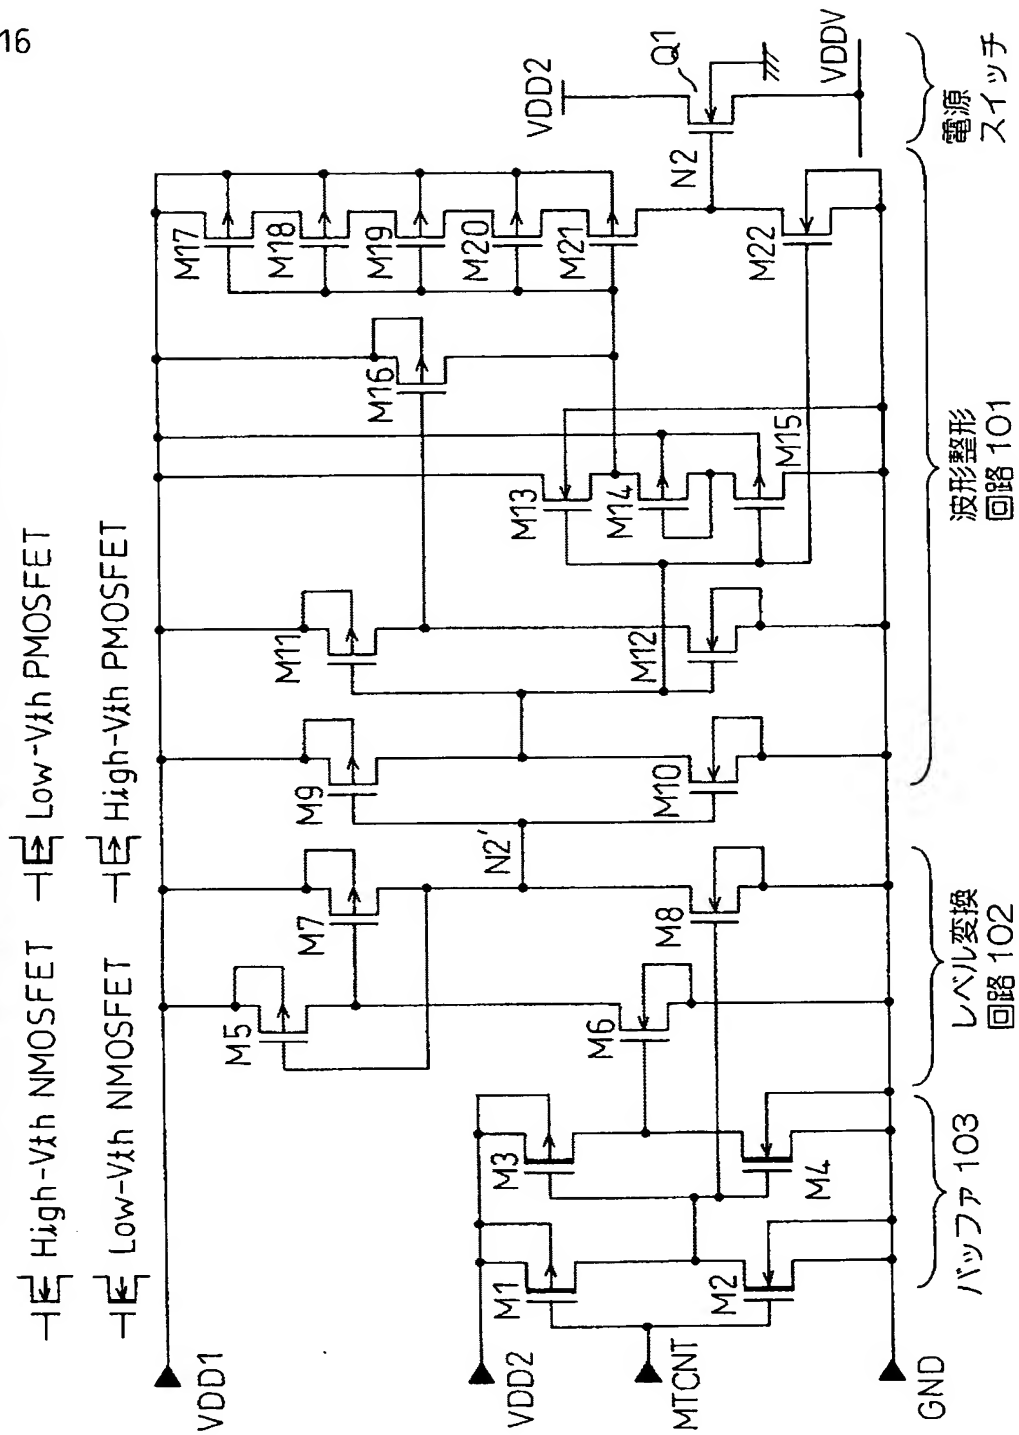 16
High-Vth NMOSFET
Low-Vth PMOSFET
Low-Vth NMOSFET
High-Vth PMOSFET
VDD1
VDD2
MTCNT
GND
M1
M2
M3
M4
M5
M6
M7
M8
N2'
M9
M10
M11
M12
M13
M14
M15
M16
M17
M18
M19
M20
M21
M22
N2
Q1
VDD2
VDDV
バッファ 103
レベル変換
回路 102
波形整形
回路 101
電源
スイッチ